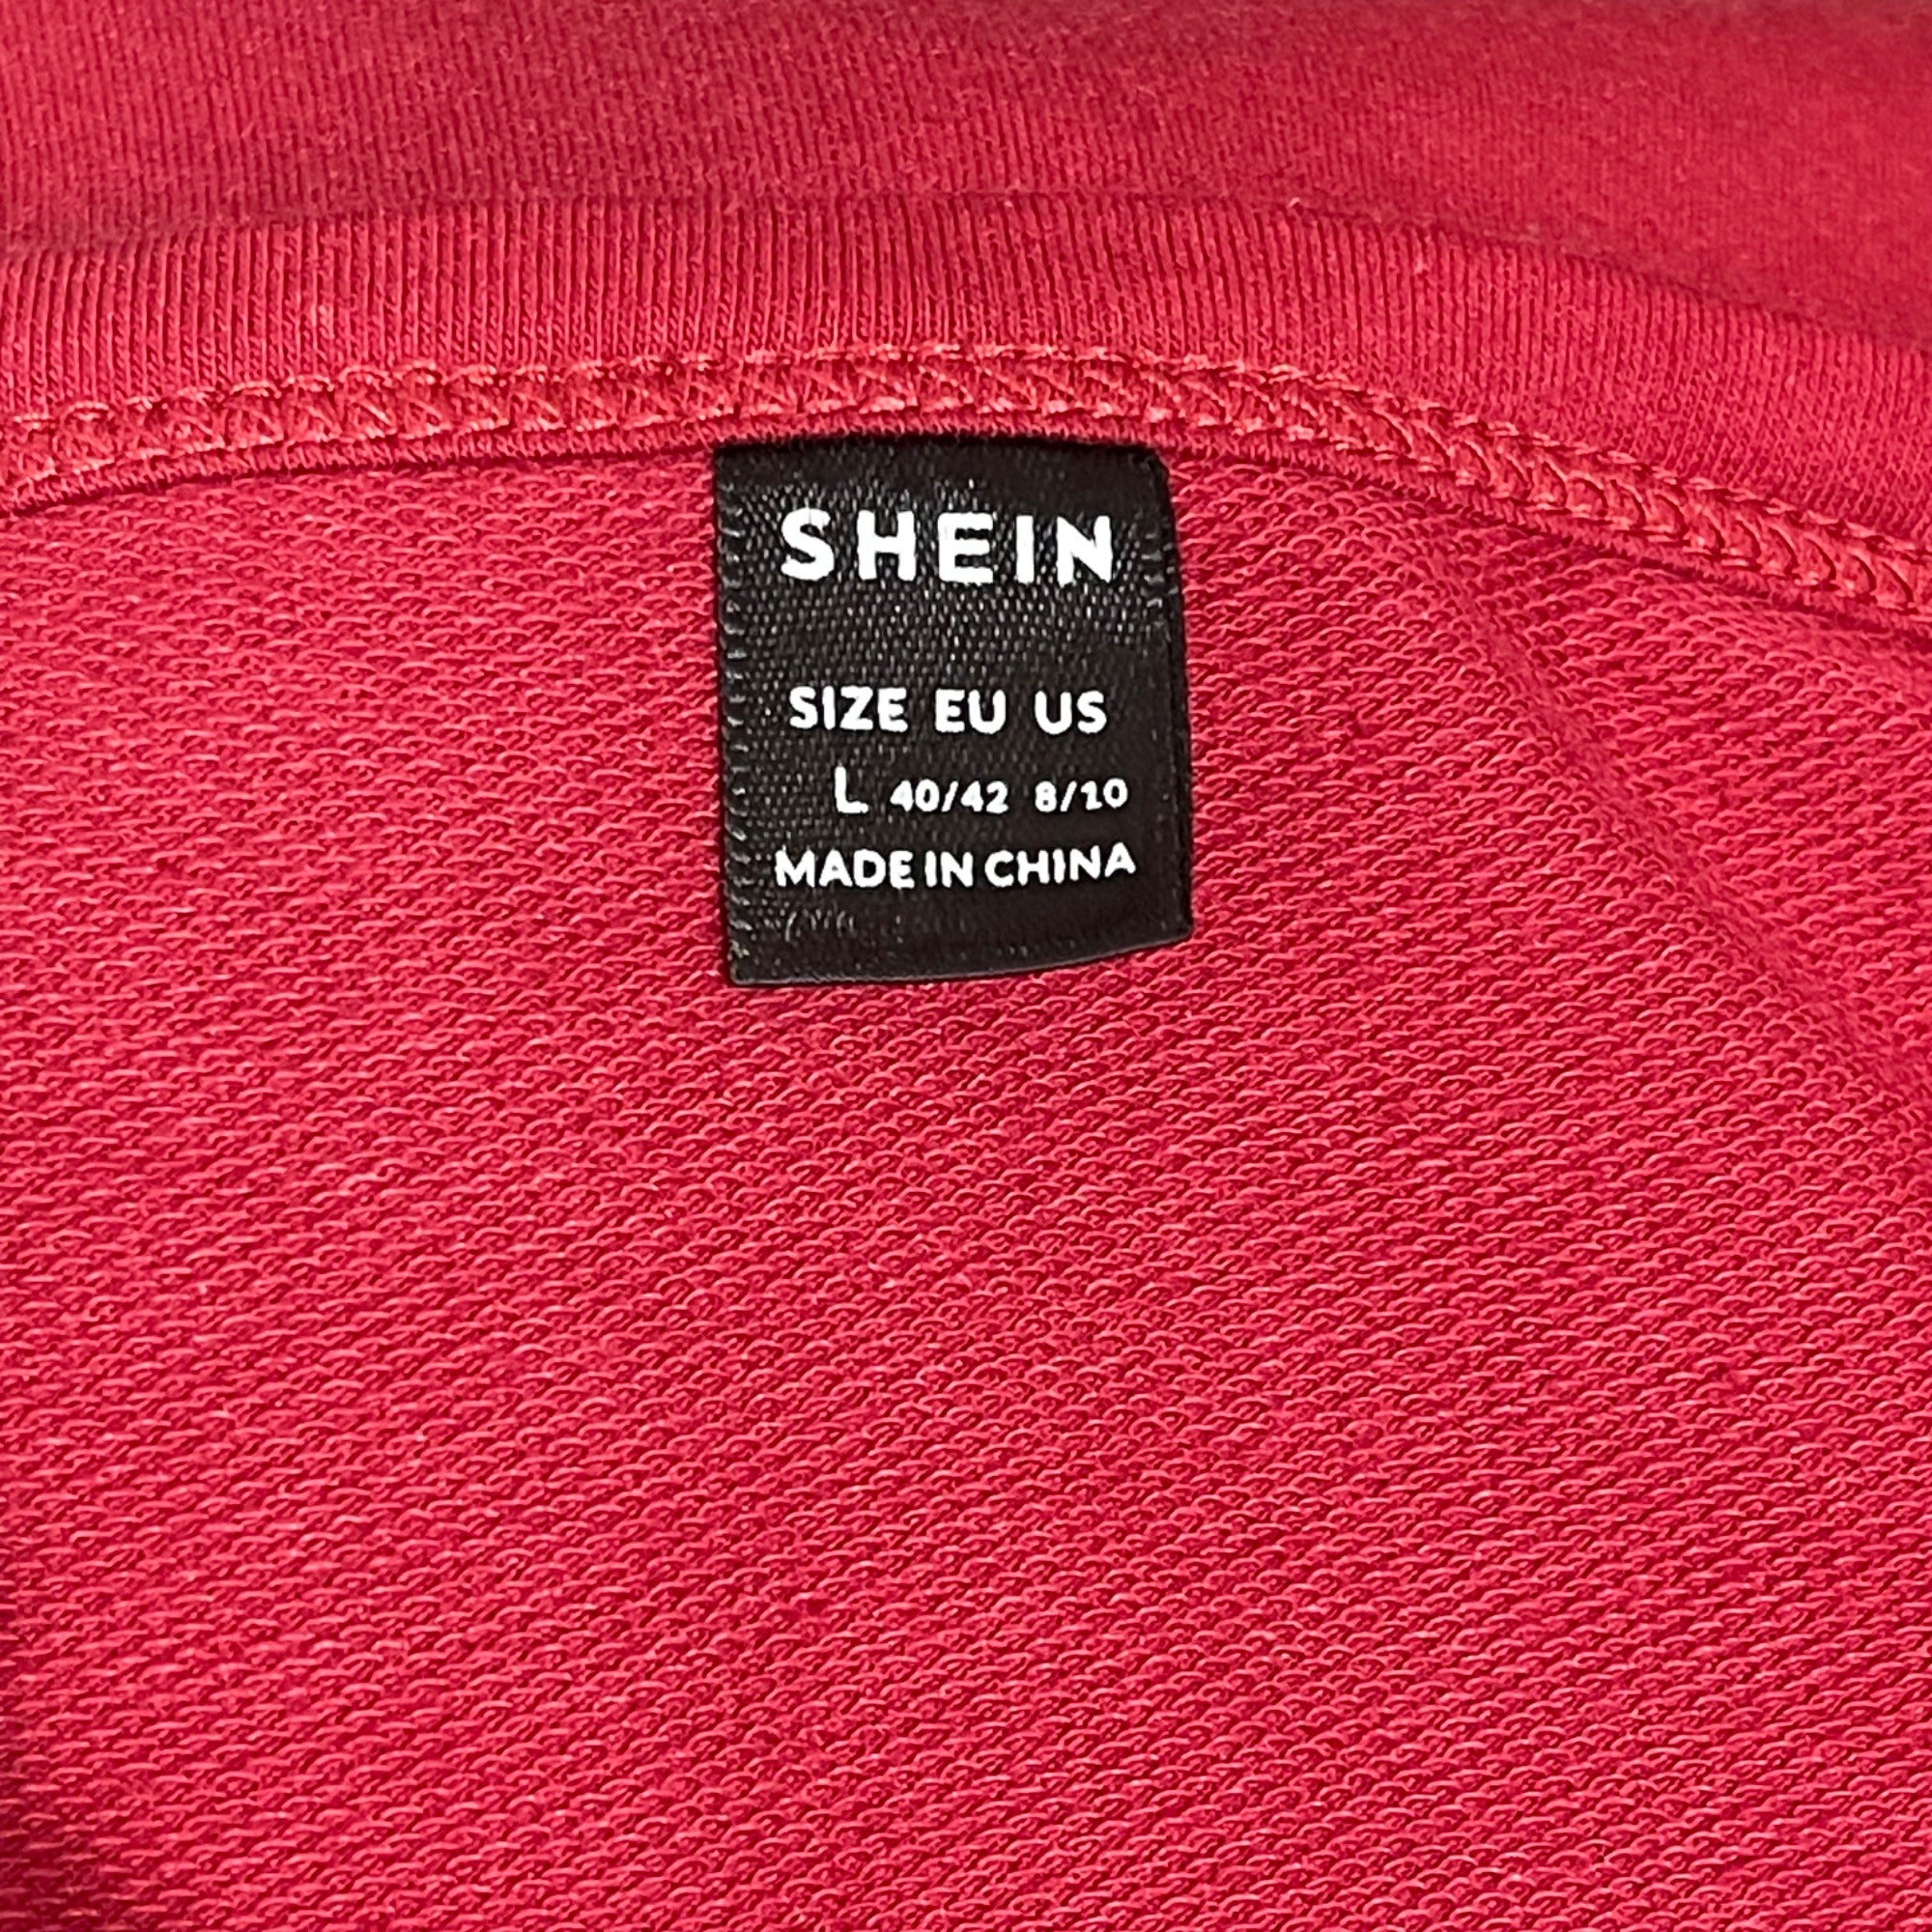 SHEIN
SIZE EU US
L 40/42 8/10
MADE IN CHINA